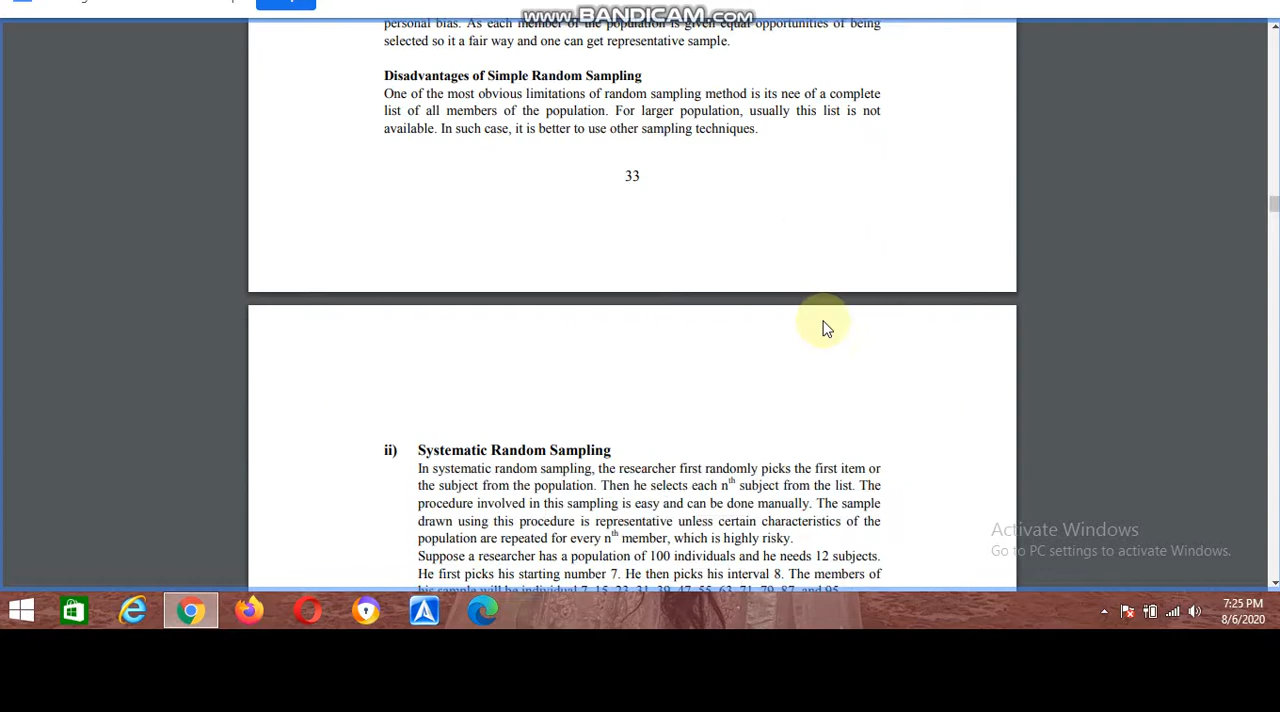 www.BANDICAM.com
personal bias. As each member of the population is given equal opportunities of being
selected so it a fair way and one can get representative sample.
Disadvantages of Simple Random Sampling
One of the most obvious limitations of random sampling method is its nee of a complete
list of all members of the population. For larger population, usually this list is not
available. In such case, it is better to use other sampling techniques.
33
ii) Systematic Random Sampling
In systematic random sampling, the researcher first randomly picks the first item or
the subject from the population. Then he selects each nth subject from the list. The
procedure involved in this sampling is easy and can be done manually. The sample
drawn using this procedure is representative unless certain characteristics of the
population are repeated for every nth member, which is highly risky.
Suppose a researcher has a population of 100 individuals and he needs 12 subjects.
He first picks his starting number 7. He then picks his interval 8. The members of
his sample will be individual 7, 15, 23, 31, 39, 47, 55, 63, 71, 79, 87, and 95.
Activate Windows
Go to PC settings to activate Windows.
7:25 PM
8/6/2020